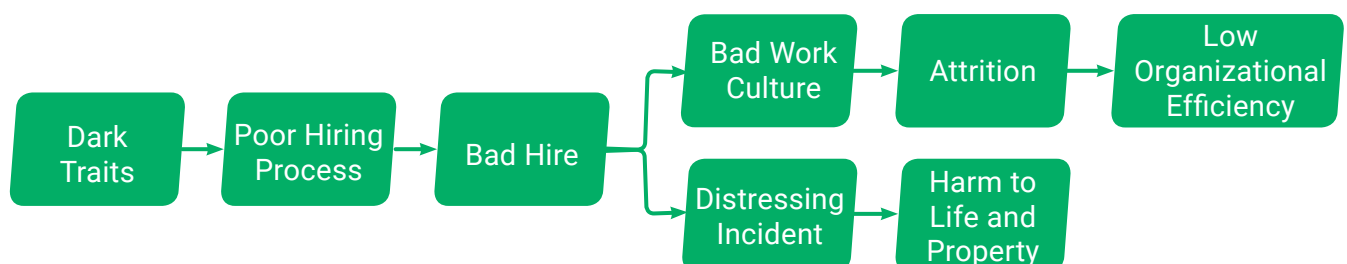 Dark
Traits
Poor Hiring
Process
Bad Hire
Bad Work
Culture
Attrition
Low
Organizational
Efficiency
Distressing
Incident
Harm to
Life and
Property